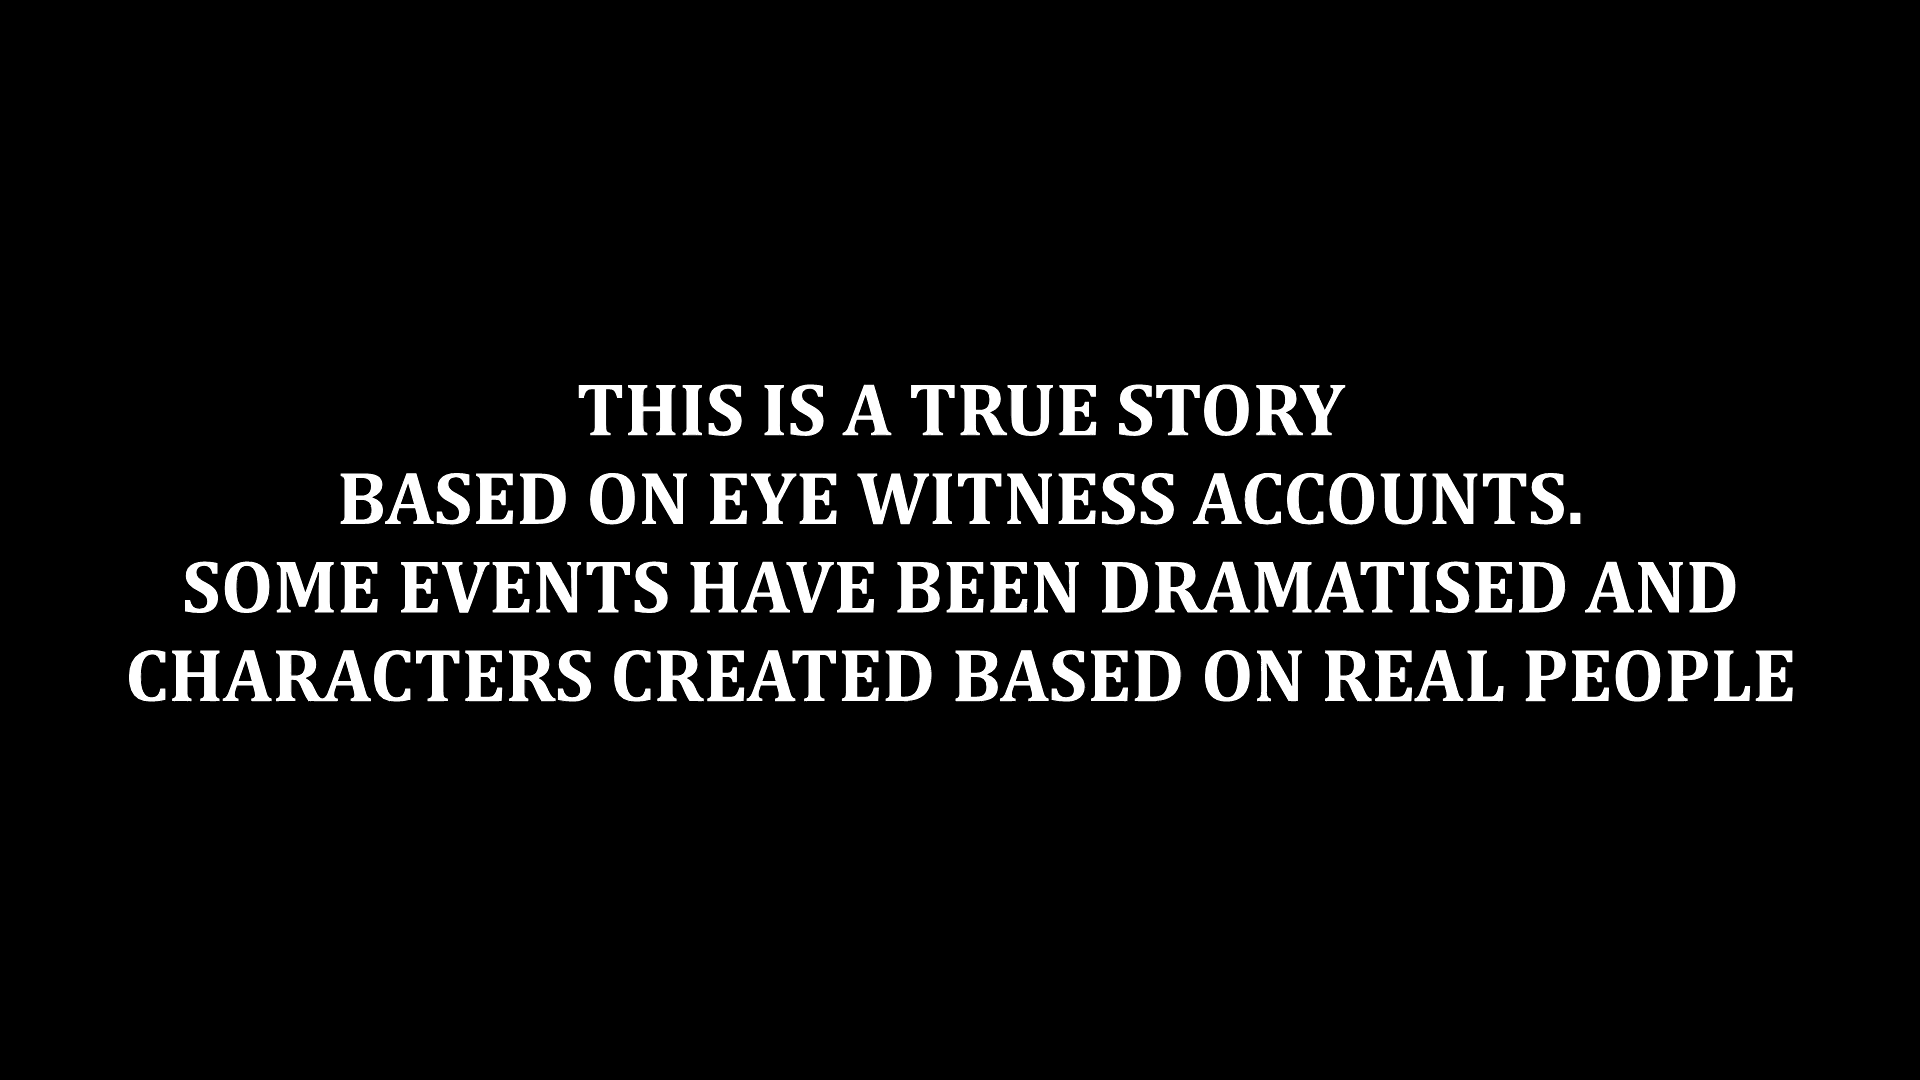 THIS IS A TRUE STORY
BASED ON EYE WITNESS ACCOUNTS.
SOME EVENTS HAVE BEEN DRAMATISED AND
CHARACTERS CREATED BASED ON REAL PEOPLE